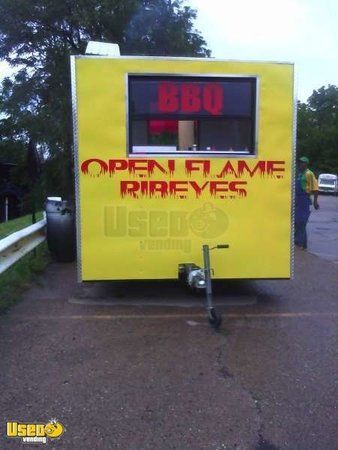 BBQ
OPEN FLAME
RIBEYES
USED
vending
USED
vending